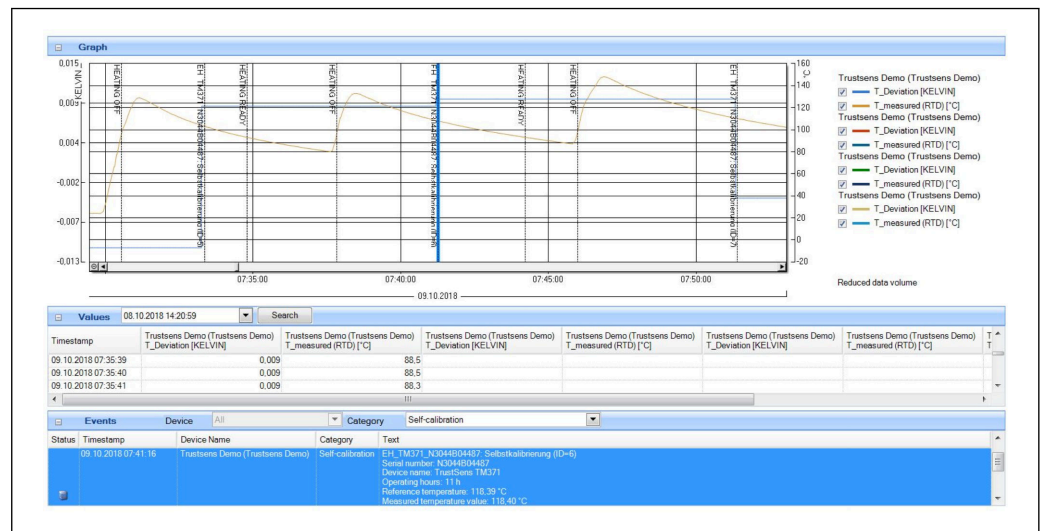 Graph
0,015
KELVIN
0,009
0,004
-0,002
-0,007
-0,013
HEATING OFF
EH_TM371_N3044B04487: Selbstkalibrierung (ID=5)
HEATING READY
HEATING OFF
EH_TM371_N3044B04487: Selbstkalibrierung (ID=6)
HEATING READY
HEATING OFF
EH_TM371_N3044B04487: Selbstkalibrierung (ID=7)
160
°C
140
120
100
80
60
40
20
0
-20
07:35:00 07:40:00 07:45:00 07:50:00
09.10.2018
Trustsens Demo (Trustsens Demo)
T_Deviation [KELVIN]
T_measured (RTD) [°C]
Trustsens Demo (Trustsens Demo)
T_Deviation [KELVIN]
T_measured (RTD) [°C]
Trustsens Demo (Trustsens Demo)
T_Deviation [KELVIN]
T_measured (RTD) [°C]
Trustsens Demo (Trustsens Demo)
T_Deviation [KELVIN]
T_measured (RTD) [°C]
Reduced data volume
Values 08.10.2018 14:20:59 Search
Timestamp Trustsens Demo (Trustsens Demo) Trustsens Demo (Trustsens Demo) Trustsens Demo (Trustsens Demo) Trustsens Demo (Trustsens Demo) Trustsens Demo (Trustsens Demo) Trustsens Demo (Trustsens Demo) T
T_Deviation [KELVIN] T_measured (RTD) [°C] T_Deviation [KELVIN] T_measured (RTD) [°C] T_Deviation [KELVIN] T_measured (RTD) [°C] T
09.10.2018 07:35:39 0,009 88,5
09.10.2018 07:35:40 0,009 88,5
09.10.2018 07:35:41 0,009 88,3
Events Device All Category Self-calibration
Status Timestamp Device Name Category Text
09.10.2018 07:41:16 Trustsens Demo (Trustsens Demo) Self-calibration EH_TM371_N3044B04487: Selbstkalibrierung (ID=6)
Serial number: N3044B04487
Device name: TrustSens TM371
Operating hours: 11 h
Reference temperature: 118,39 °C
Measured temperature value: 118,40 °C